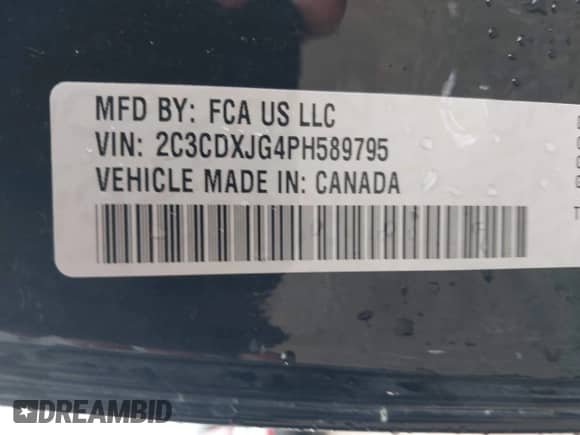 MFD BY: FCA US LLC
VIN: 2C3CDXJG4PH589795
VEHICLE MADE IN: CANADA
T
DREAMBID